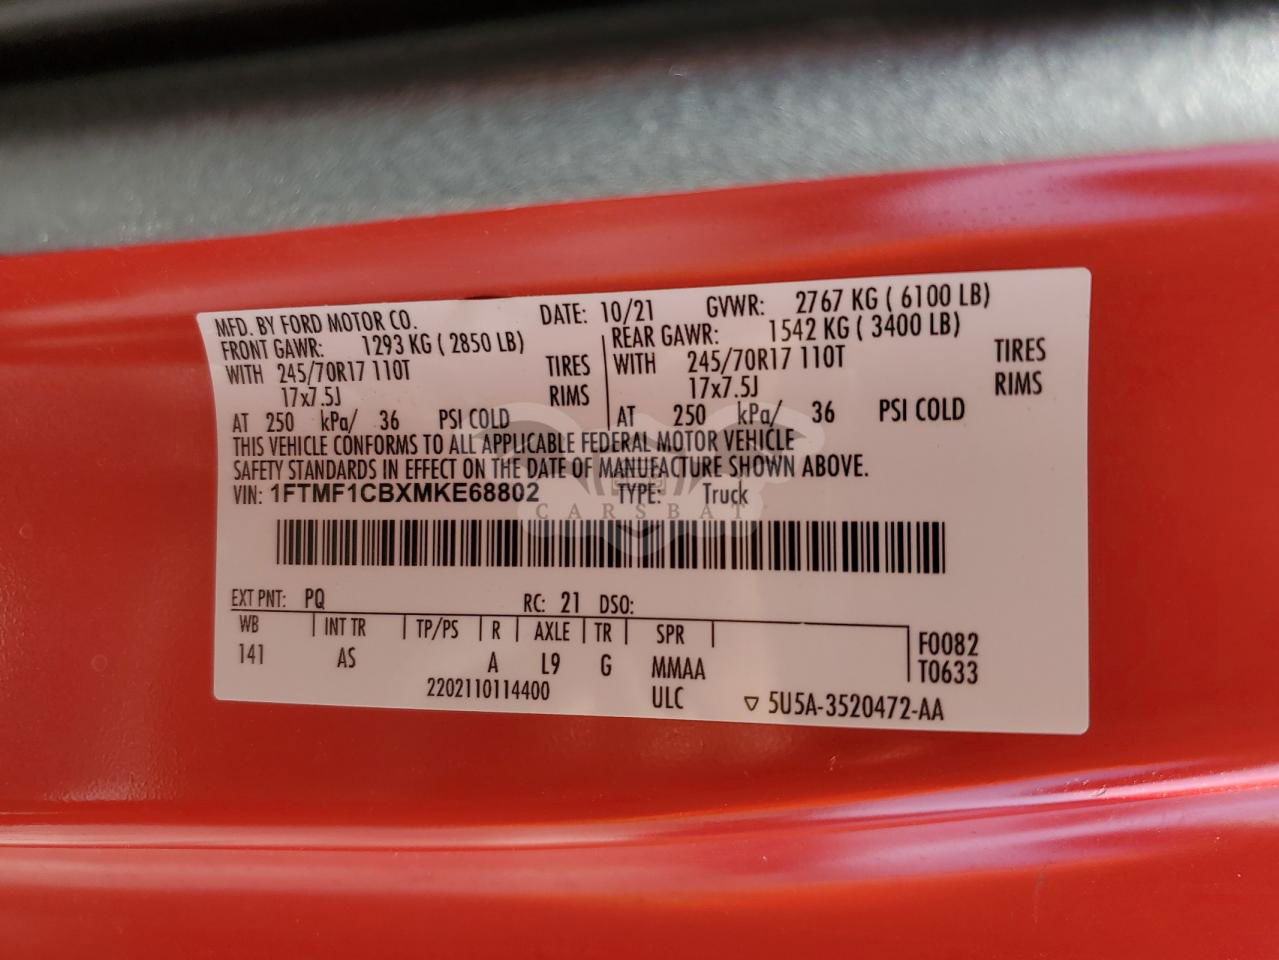 MFD. BY FORD MOTOR CO. DATE: 10/21 GVWR: 2767 KG ( 6100 LB)
FRONT GAWR: 1293 KG ( 2850 LB) REAR GAWR: 1542 KG ( 3400 LB)
WITH 245/70R17 110T TIRES WITH 245/70R17 110T TIRES
17x7.5J RIMS 17x7.5J RIMS
AT 250 kPa/ 36 PSI COLD AT 250 kPa/ 36 PSI COLD
THIS VEHICLE CONFORMS TO ALL APPLICABLE FEDERAL MOTOR VEHICLE
SAFETY STANDARDS IN EFFECT ON THE DATE OF MANUFACTURE SHOWN ABOVE.
VIN: 1FTMF1CBXMKE68802 TYPE: Truck
CARSBAT
EXT PNT: PQ RC: 21 DSO:
WB INT TR TP/PS R AXLE TR SPR F0082
141 AS A L9 G MMAA T0633
2202110114400 ULC ▽ 5U5A-3520472-AA